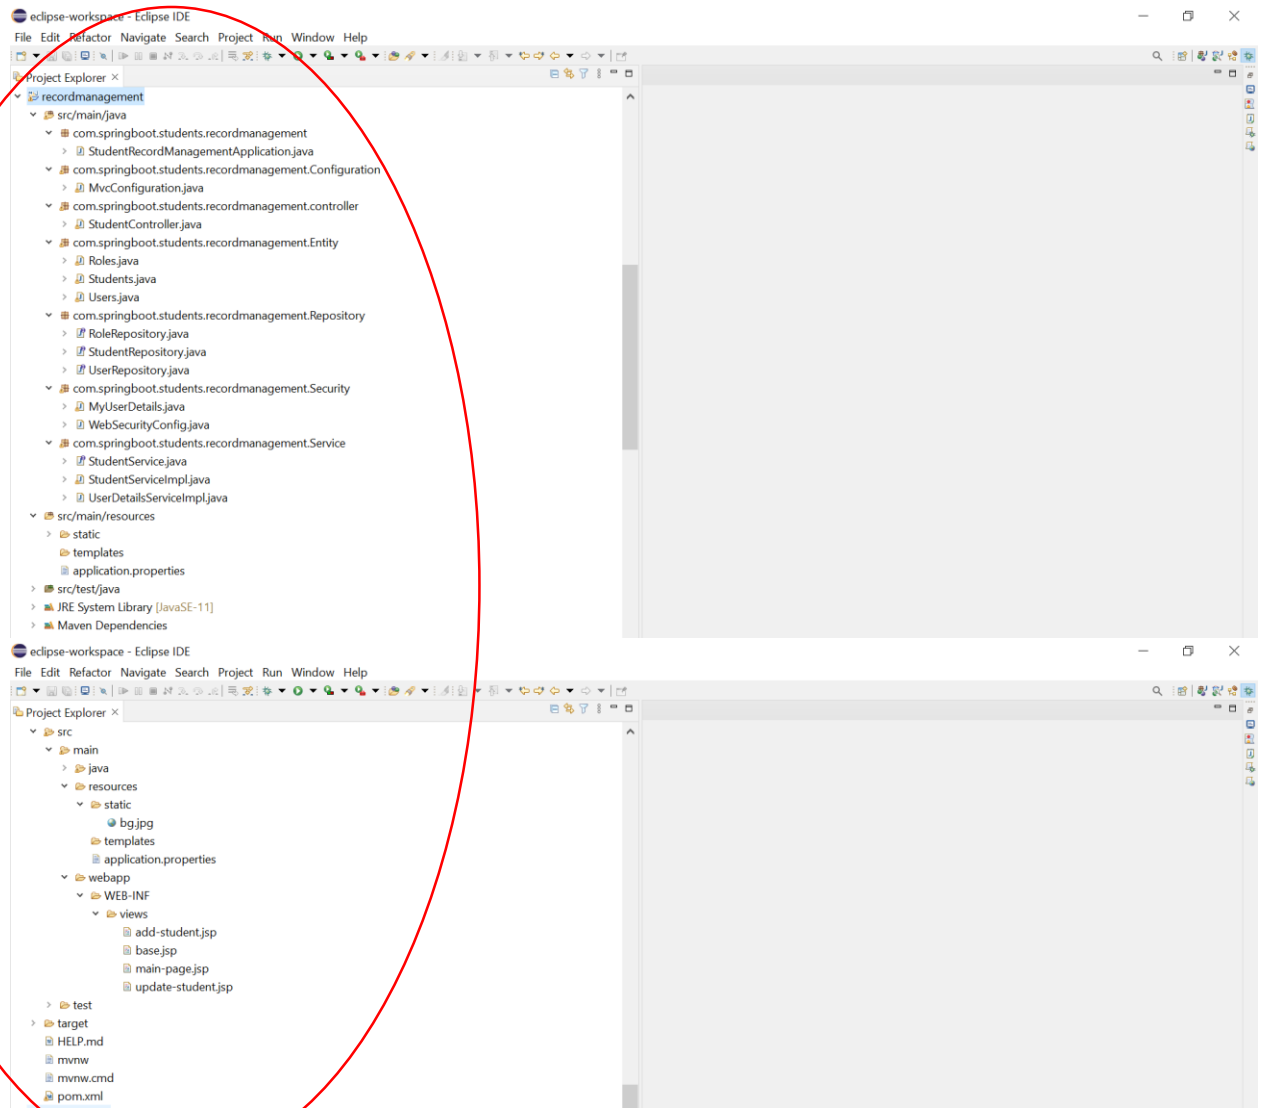 eclipse-workspace - Eclipse IDE
File Edit Refactor Navigate Search Project Run Window Help
Project Explorer
recordmanagement
src/main/java
com.springboot.students.recordmanagement
StudentRecordManagementApplication.java
com.springboot.students.recordmanagement.Configuration
MvcConfiguration.java
com.springboot.students.recordmanagement.controller
StudentController.java
com.springboot.students.recordmanagement.Entity
Roles.java
Students.java
Users.java
com.springboot.students.recordmanagement.Repository
RoleRepository.java
StudentRepository.java
UserRepository.java
com.springboot.students.recordmanagement.Security
MyUserDetails.java
WebSecurityConfig.java
com.springboot.students.recordmanagement.Service
StudentService.java
StudentServiceImpl.java
UserDetailsServiceImpl.java
src/main/resources
static
templates
application.properties
src/test/java
JRE System Library [JavaSE-11]
Maven Dependencies
eclipse-workspace - Eclipse IDE
File Edit Refactor Navigate Search Project Run Window Help
Project Explorer
src
main
java
resources
static
bg.jpg
templates
application.properties
webapp
WEB-INF
views
add-student.jsp
base.jsp
main-page.jsp
update-student.jsp
test
target
HELP.md
mvnw
mvnw.cmd
pom.xml